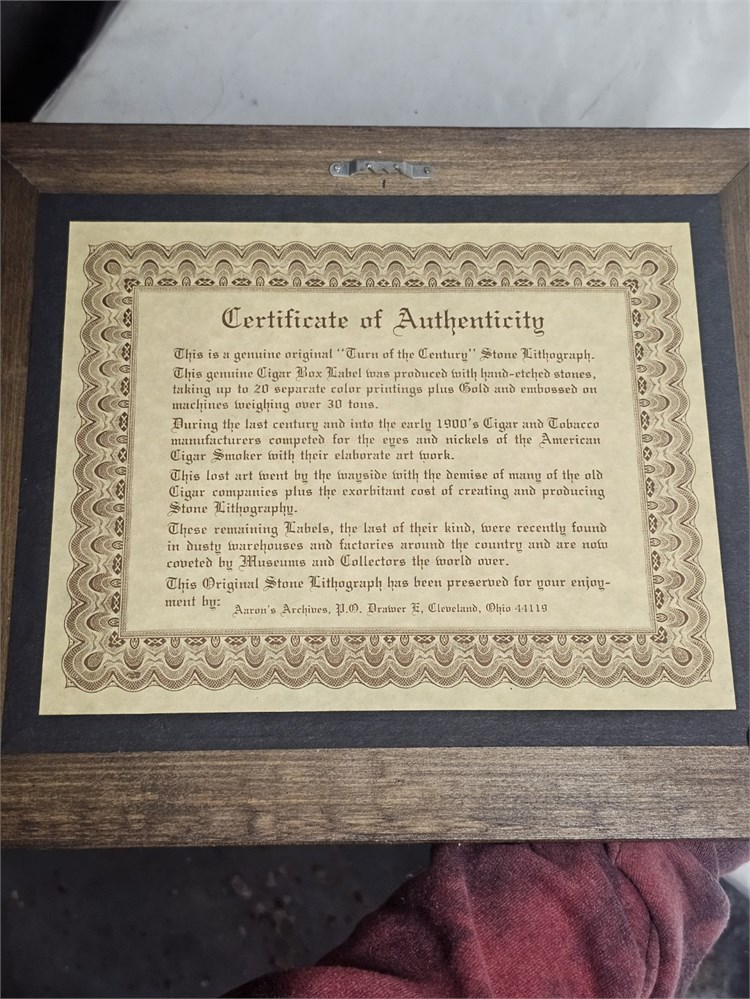 Certificate of Authenticity
This is a genuine original "Turn of the Century" Stone Lithograph.
This genuine Cigar Box Label was produced with hand-etched stones,
taking up to 20 separate color printings plus Gold and embossed on
machines weighing over 30 tons.
During the last century and into the early 1900's Cigar and Tobacco
manufacturers competed for the eyes and nickels of the American
Cigar Smoker with their elaborate art work.
This lost art went by the wayside with the demise of many of the old
Cigar companies plus the exorbitant cost of creating and producing
Stone Lithography.
These remaining Labels, the last of their kind, were recently found
in dusty warehouses and factories around the country and are now
coveted by Museums and Collectors the world over.
This Original Stone Lithograph has been preserved for your enjoy-
ment by:
Aaron's Archives, P.O. Drawer E, Cleveland, Ohio 44119